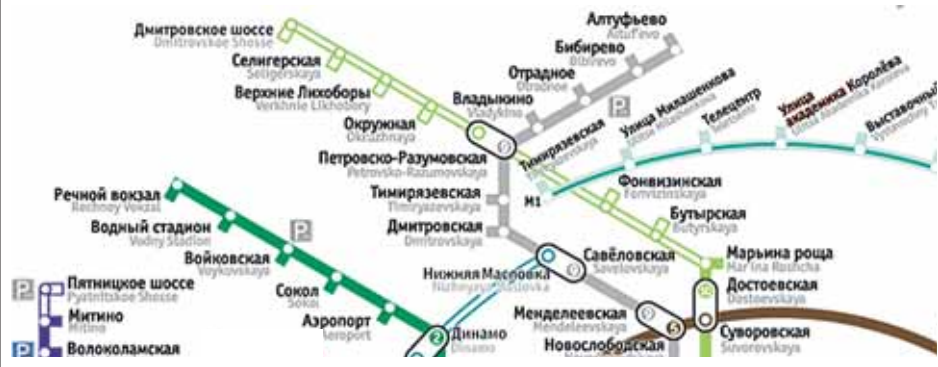 Дмитровское шоссе
Dmitrovskoe Shosse
Селигерская
Seligerskaya
Верхние Лихоборы
Verkhnie Likhobory
Окружная
Okruzhnaya
Петровско-Разумовская
Petrovsko-Razumovskaya
Тимирязевская
Timiryazevskaya
Дмитровская
Dmitrovskaya
Алтуфьево
Altuf'evo
Бибирево
Bibirevo
Отрадное
Otradnoe
Владыкино
Vladykino
P
Тимирязевская
Улица Милашенкова
Телецентр
Улица
академика Королёва
Выставочный
M1
Фонвизинская
Fonvizinskaya
Бутырская
Butyrskaya
Марьина роща
Mar'ina Roshcha
Достоевская
Dostoevskaya
Суворовская
Suvorovskaya
Савёловская
Savelovskaya
Нижняя Масловка
Nizhnyaya Maslovka
Менделеевская
Mendeleevskaya
Новослободская
5
Речной вокзал
Rechnoy Vokzal
Водный стадион
Vodny Stadion
P
Войковская
Voykovskaya
Сокол
Sokol
Аэропорт
Aeroport
2
Динамо
Dinamo
P
Пятницкое шоссе
Pyatnitskoe Shosse
Митино
Mitino
P
Волоколамская